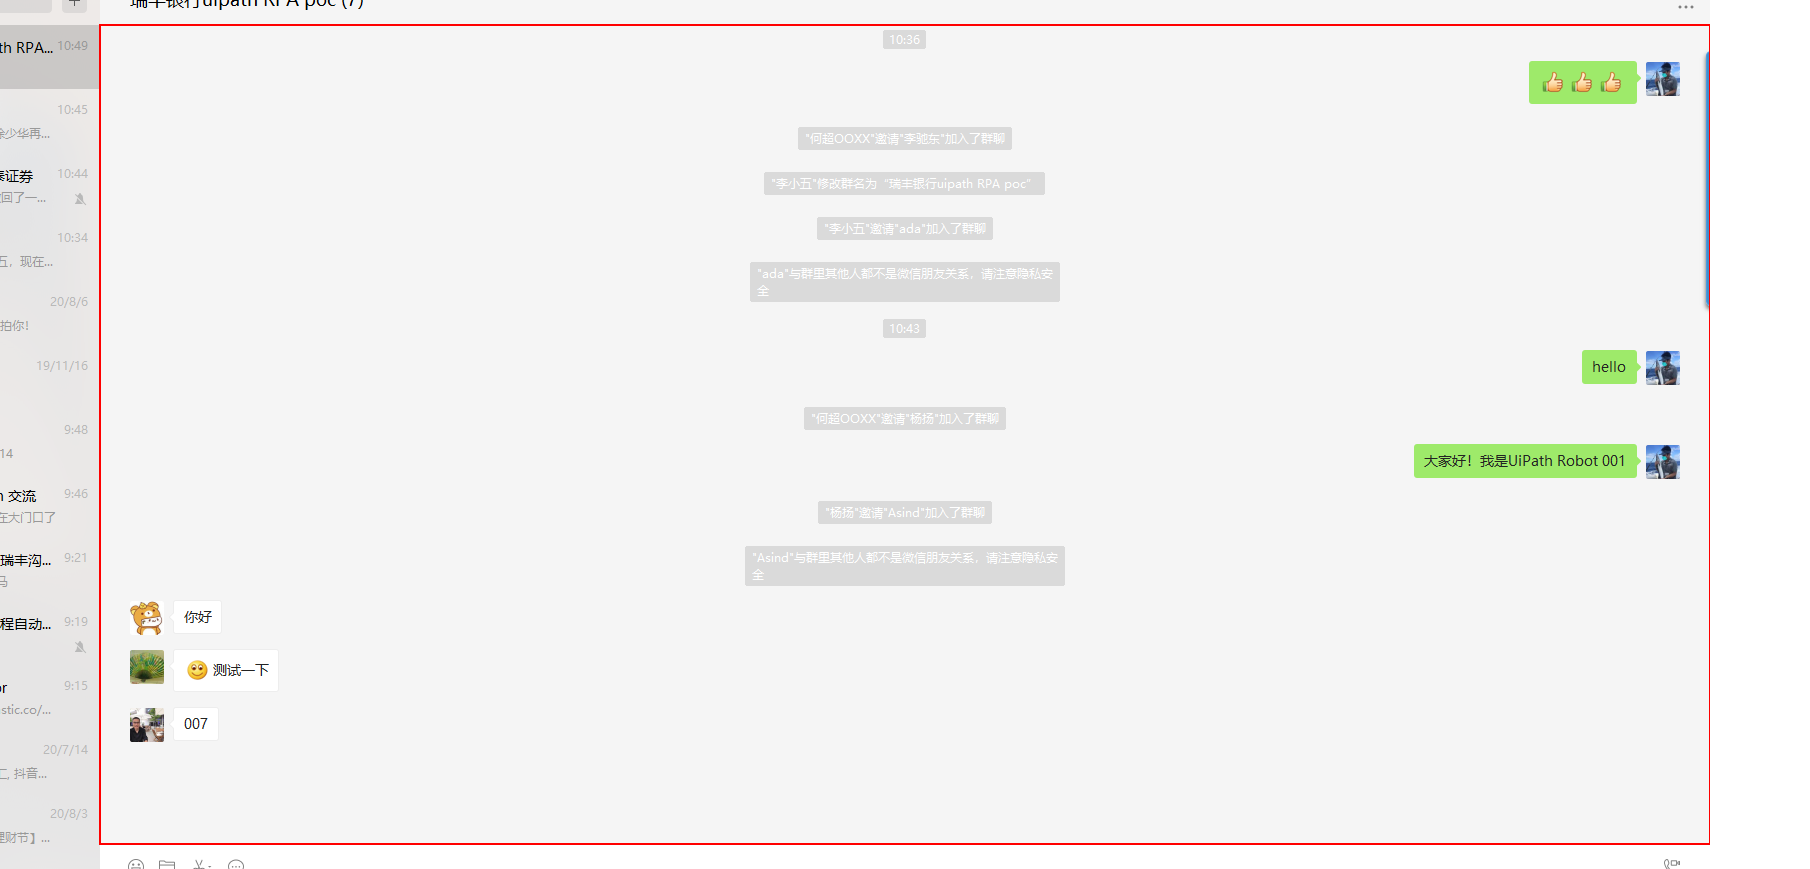 瑞丰银行uipath RPA poc (7)
th RPA... 10:49
10:45
徐少华再...
泰证券 10:44
回了一...
10:34
五，现在...
20/8/6
拍你!
19/11/16
9:48
14
交流 9:46
在大门口了
瑞丰沟... 9:21
马
程自动... 9:19
or 9:15
stic.co/...
20/7/14
汇, 抖音...
20/8/3
理财节】...
10:36
"何超OOXX"邀请"李驰东"加入了群聊
"李小五"修改群名为“瑞丰银行uipath RPA poc”
"李小五"邀请"ada"加入了群聊
"ada"与群里其他人都不是微信朋友关系，请注意隐私安
全
10:43
hello
"何超OOXX"邀请"杨扬"加入了群聊
大家好！我是UiPath Robot 001
"杨扬"邀请"Asind"加入了群聊
"Asind"与群里其他人都不是微信朋友关系，请注意隐私安
全
你好
测试一下
007